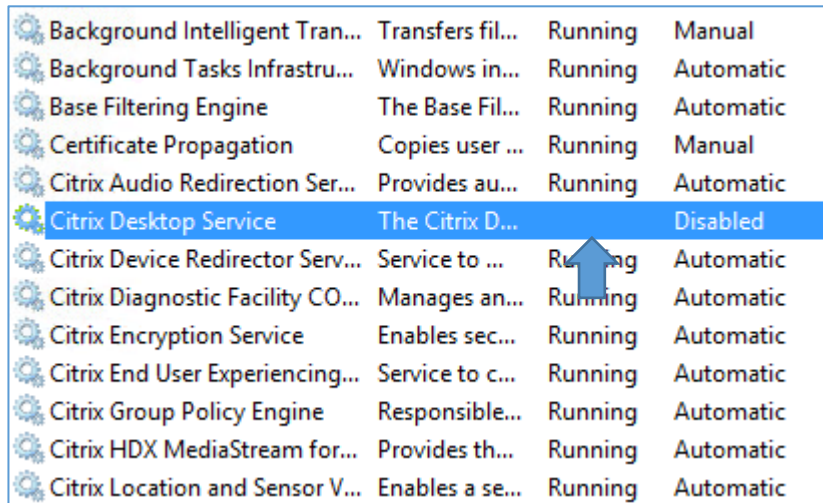 Background Intelligent Tran... Transfers fil... Running Manual
Background Tasks Infrastru... Windows in... Running Automatic
Base Filtering Engine The Base Fil... Running Automatic
Certificate Propagation Copies user ... Running Manual
Citrix Audio Redirection Ser... Provides au... Running Automatic
Citrix Desktop Service The Citrix D... Disabled
Citrix Device Redirector Serv... Service to ... Running Automatic
Citrix Diagnostic Facility CO... Manages an... Running Automatic
Citrix Encryption Service Enables sec... Running Automatic
Citrix End User Experiencing... Service to c... Running Automatic
Citrix Group Policy Engine Responsible... Running Automatic
Citrix HDX MediaStream for... Provides th... Running Automatic
Citrix Location and Sensor V... Enables a se... Running Automatic